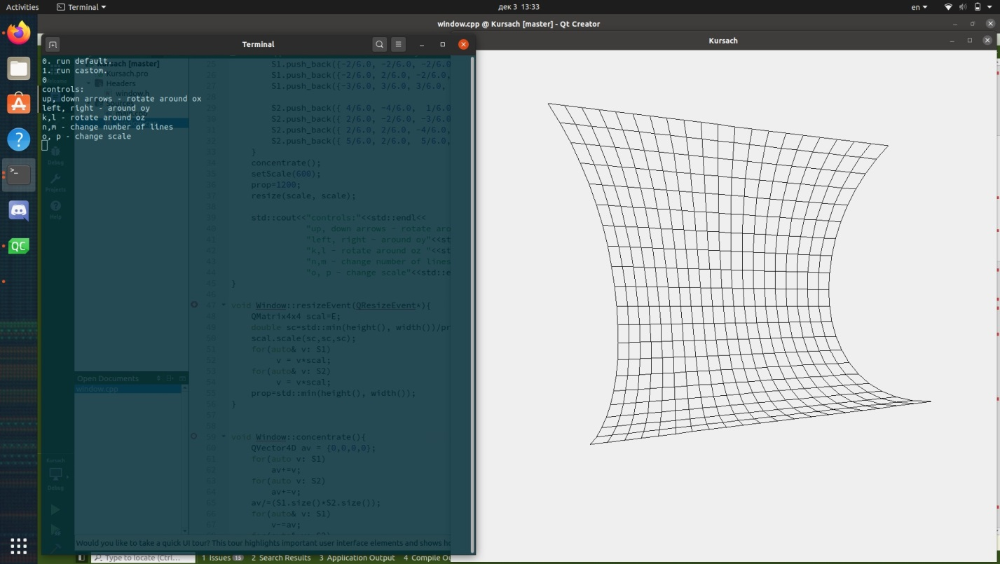 Activities
Terminal
дек 3 13:33
en
window.cpp @ Kursach [master] - Qt Creator
Terminal
Kursach
0. run default.
1. run castom.
0
controls:
up, down arrows - rotate around ox
left, right - around oy
k,l - rotate around oz
n,m - change number of lines
o, p - change scale
Kursach [master]
Kursach.pro
Headers
window.h
Debug
Projects
Help
Open Documents
window.cpp
Kursach
Debug
25 S1.push_back({-2/6.0, -2/6.0, -2/6.0
S1.push_back({-2/6.0, 2/6.0, -2/6.0
27 S1.push_back({-3/6.0, 3/6.0, 3/6.0,
28
29 S2.push_back({ 4/6.0, -4/6.0, 1/6.0
30 S2.push_back({ 2/6.0, -2/6.0, -3/6.0
31 S2.push_back({ 2/6.0, 2/6.0, -4/6.0
32 S2.push_back({ 5/6.0, 2/6.0, 5/6.0,
33 }
34 concentrate();
35 setScale(600);
36 prop=1200;
37 resize(scale, scale);
38
39 std::cout<<"controls:"<<std::endl<<
40 "up, down arrows - rotate aro
41 "left, right - around oy"<<st
42 "k,l - rotate around oz "<<st
43 "n,m - change number of lines
44 "o, p - change scale"<<std::e
45 }
46
47 void Window::resizeEvent(QResizeEvent*){
48 QMatrix4x4 scal=E;
49 double sc=std::min(height(), width())/pr
50 scal.scale(sc,sc,sc);
51 for(auto& v: S1)
52 v = v*scal;
53 for(auto& v: S2)
54 v = v*scal;
55 prop=std::min(height(), width());
56 }
57
58
59 void Window::concentrate(){
60 QVector4D av = {0,0,0,0};
61 for(auto v: S1)
62 av+=v;
63 for(auto v: S2)
64 av+=v;
65 av/=(S1.size()+S2.size());
66 for(auto& v: S1)
67 v-=av;
Would you like to take a quick UI tour? This tour highlights important user interface elements and shows ho
Type to locate (Ctrl...
1 Issues 15
2 Search Results
3 Application Output
4 Compile Ou
QC